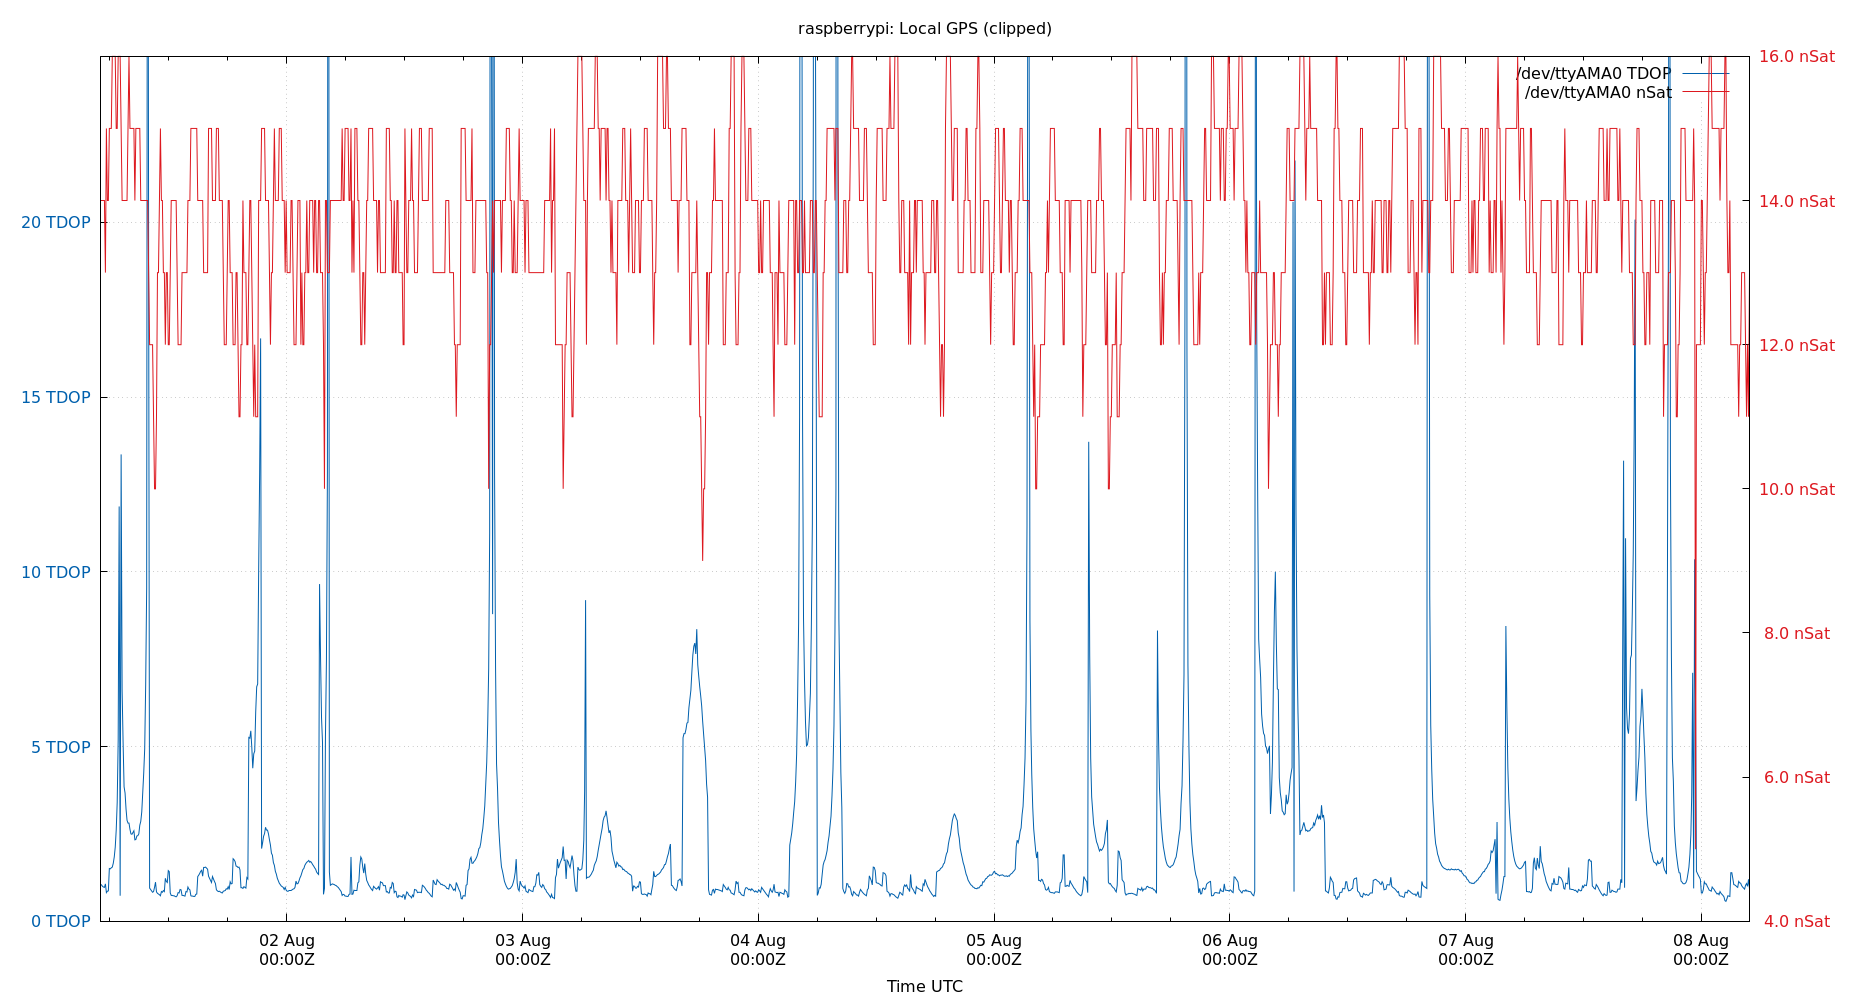 raspberrypi: Local GPS (clipped)
/dev/ttyAMA0 TDOP
/dev/ttyAMA0 nSat
20 TDOP
15 TDOP
10 TDOP
5 TDOP
0 TDOP
16.0 nSat
14.0 nSat
12.0 nSat
10.0 nSat
8.0 nSat
6.0 nSat
4.0 nSat
02 Aug
00:00Z
03 Aug
00:00Z
04 Aug
00:00Z
05 Aug
00:00Z
06 Aug
00:00Z
07 Aug
00:00Z
08 Aug
00:00Z
Time UTC